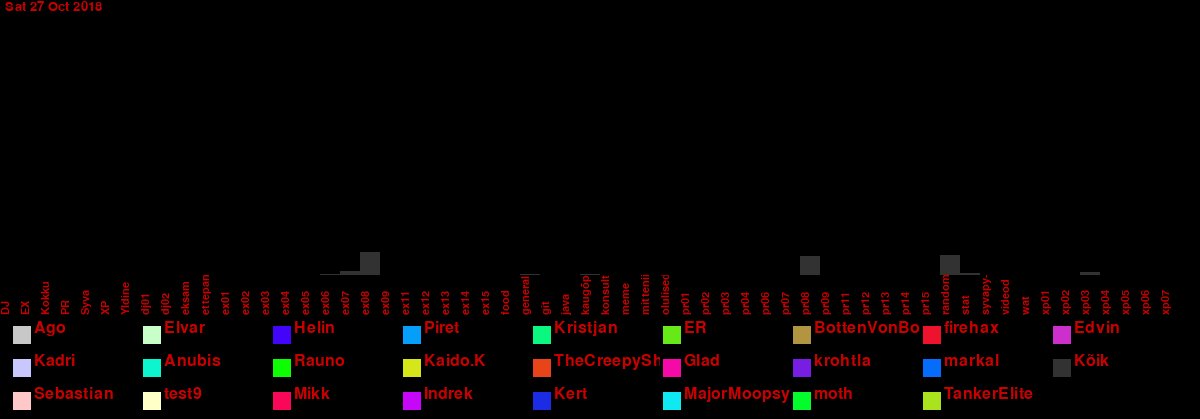 Sat 27 Oct 2018
DJ EX Kokku PR Syva XP Yldine dj01 dj02 eksam ettepan ex01 ex02 ex03 ex04 ex05 ex06 ex07 ex08 ex09 ex11 ex12 ex13 ex14 ex15 food general git java kaugõp konsult meme mittenii olulised pr01 pr02 pr03 pr04 pr06 pr07 pr08 pr09 pr11 pr12 pr13 pr14 pr15 random stat syvapy- videod wat xp01 xp02 xp03 xp04 xp05 xp06 xp07
Ago Elvar Helin Piret Kristjan ER BottenVonBo firehax Edvin
Kadri Anubis Rauno Kaido.K TheCreepySh Glad krohtla markal Kõik
Sebastian test9 Mikk Indrek Kert MajorMoopsy moth TankerElite